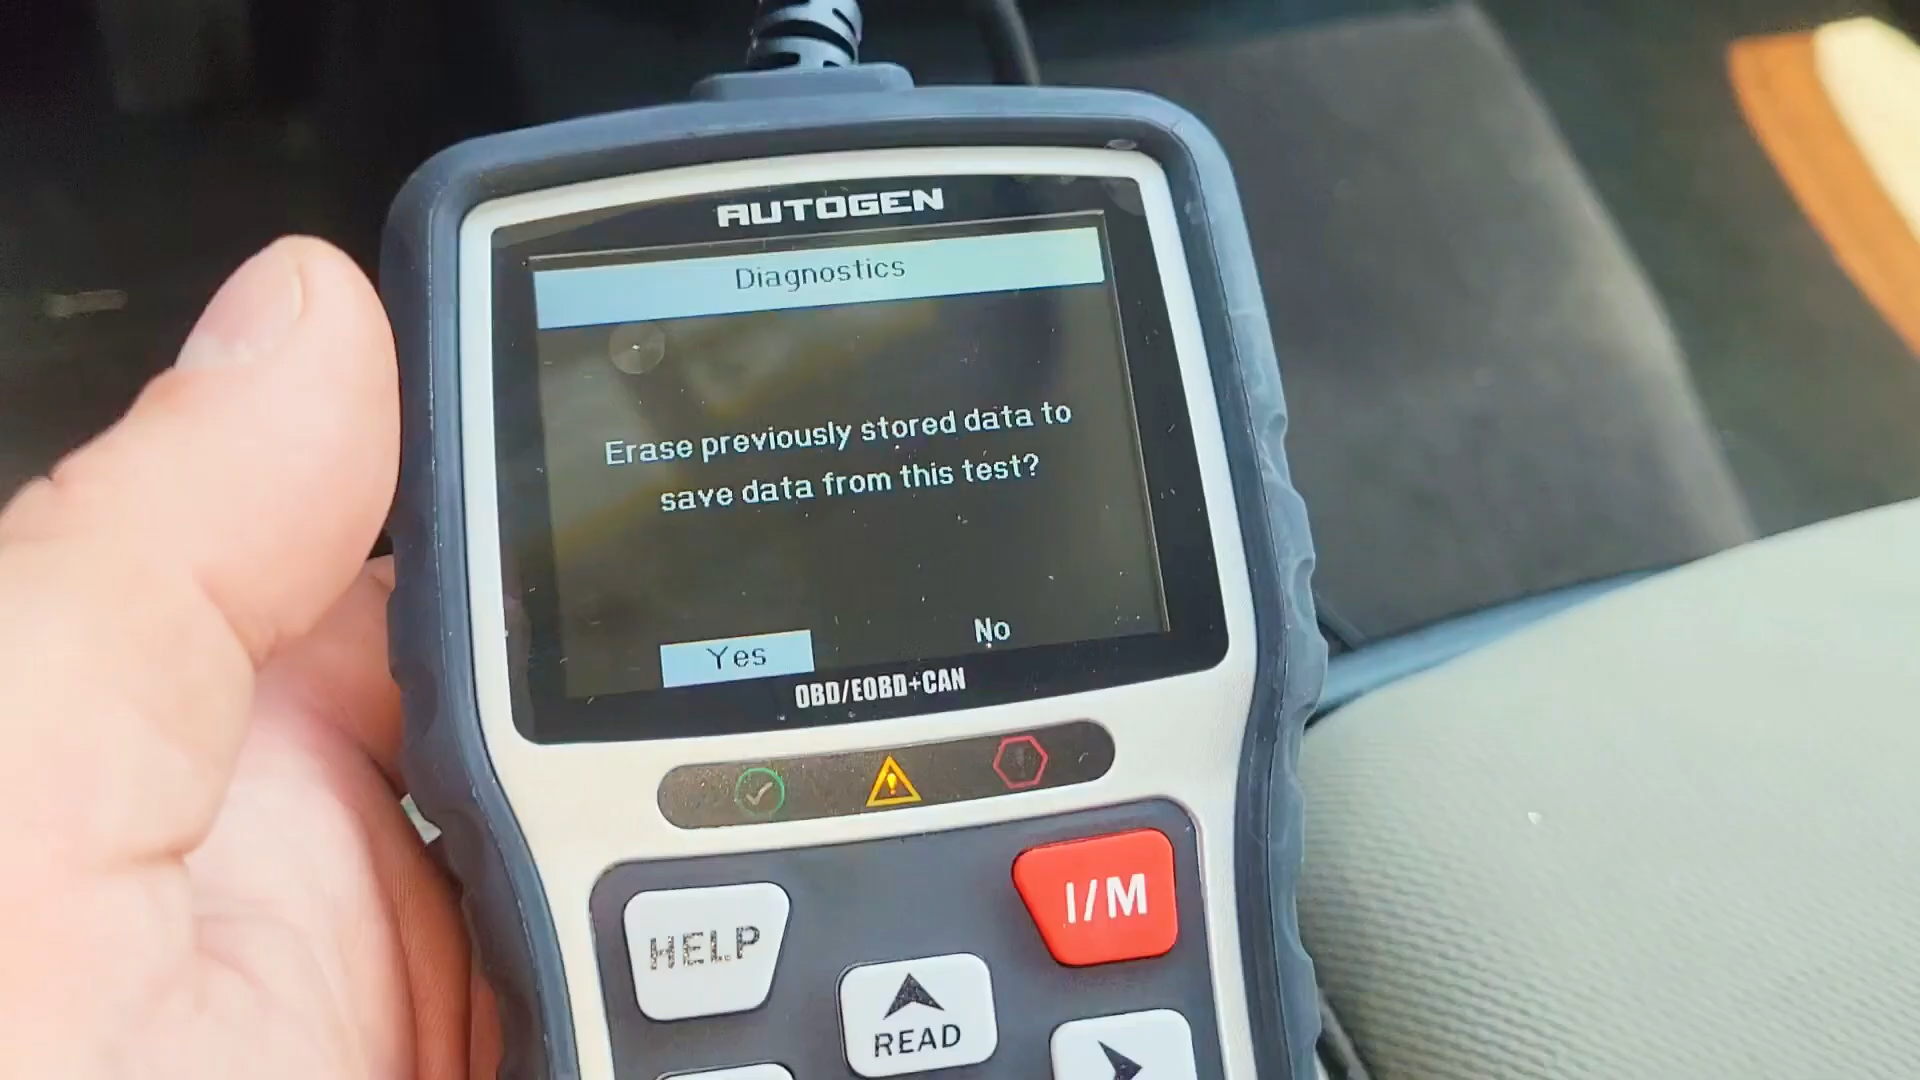 AUTOGEN
Diagnostics
Erase previously stored data to
save data from this test?
Yes No
OBD/EOBD+CAN
HELP
I/M
READ